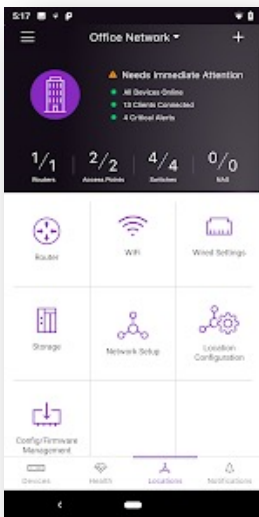 5:17
Office Network
Needs Immediate Attention
All Devices Online
13 Clients Connected
4 Critical Alerts
1/1 2/2 4/4 0/0
Routers Access Points Switches NAS
Router WiFi Wired Settings
Storage Network Setup Location
Configuration
Config/Firmware
Management
Devices Health Locations Notifications